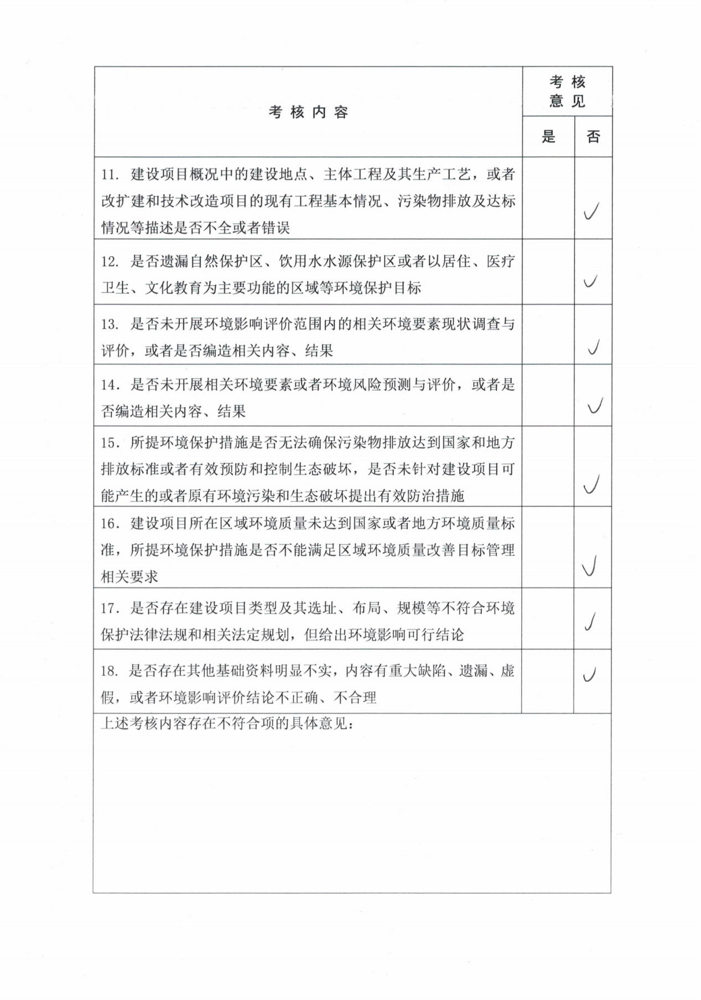 考核内容
考核
意见
是
否
11. 建设项目概况中的建设地点、主体工程及其生产工艺，或者
改扩建和技术改造项目的现有工程基本情况、污染物排放及达标
情况等描述是否不全或者错误
✓
12. 是否遗漏自然保护区、饮用水水源保护区或者以居住、医疗
卫生、文化教育为主要功能的区域等环境保护目标
✓
13. 是否未开展环境影响评价范围内的相关环境要素现状调查与
评价，或者是否编造相关内容、结果
✓
14. 是否未开展相关环境要素或者环境风险预测与评价，或者是
否编造相关内容、结果
✓
15. 所提环境保护措施是否无法确保污染物排放达到国家和地方
排放标准或者有效预防和控制生态破坏，是否未针对建设项目可
能产生的或者原有环境污染和生态破坏提出有效防治措施
✓
16. 建设项目所在区域环境质量未达到国家或者地方环境质量标
准，所提环境保护措施是否不能满足区域环境质量改善目标管理
相关要求
✓
17. 是否存在建设项目类型及其选址、布局、规模等不符合环境
保护法律法规和相关法定规划，但给出环境影响可行结论
✓
18. 是否存在其他基础资料明显不实，内容有重大缺陷、遗漏、虚
假，或者环境影响评价结论不正确、不合理
✓
上述考核内容存在不符合项的具体意见：